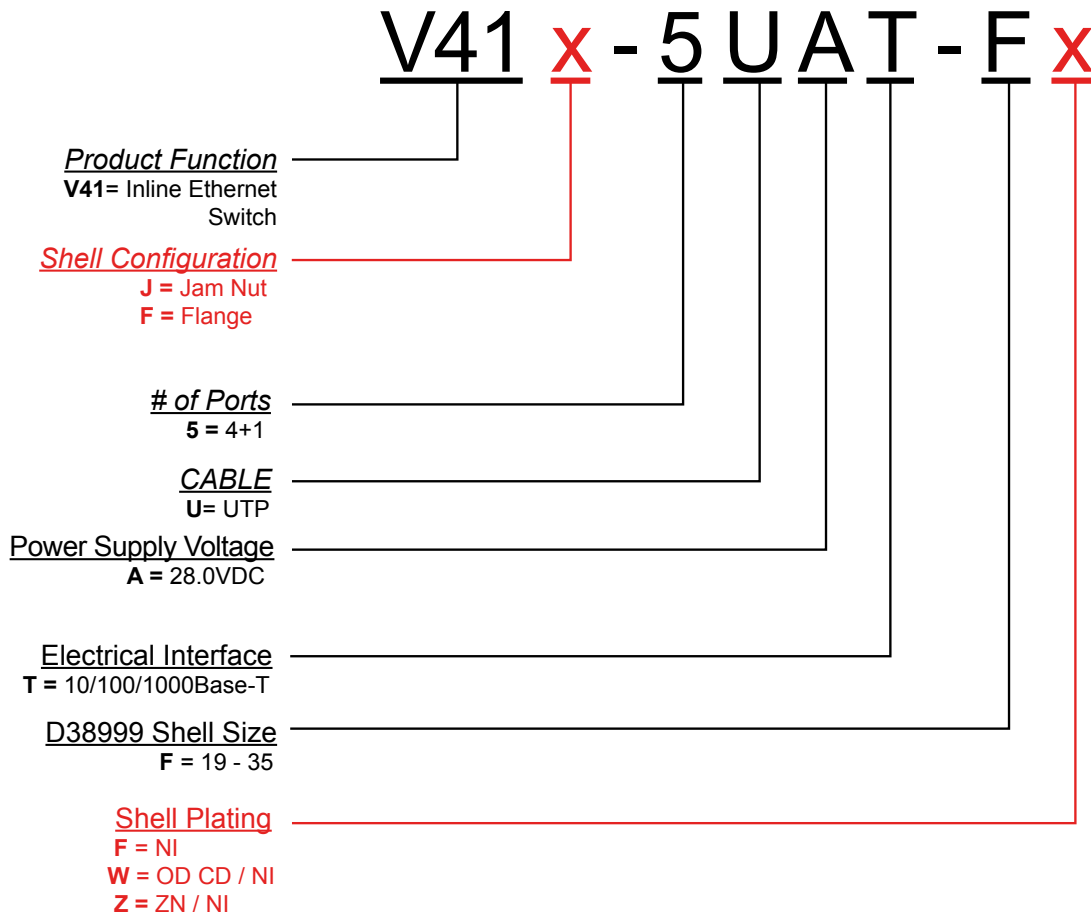 V41 x - 5 U A T - F x
Product Function
V41= Inline Ethernet
Switch
Shell Configuration
J = Jam Nut
F = Flange
# of Ports
5 = 4+1
CABLE
U= UTP
Power Supply Voltage
A = 28.0VDC
Electrical Interface
T = 10/100/1000Base-T
D38999 Shell Size
F = 19 - 35
Shell Plating
F = NI
W = OD CD / NI
Z = ZN / NI